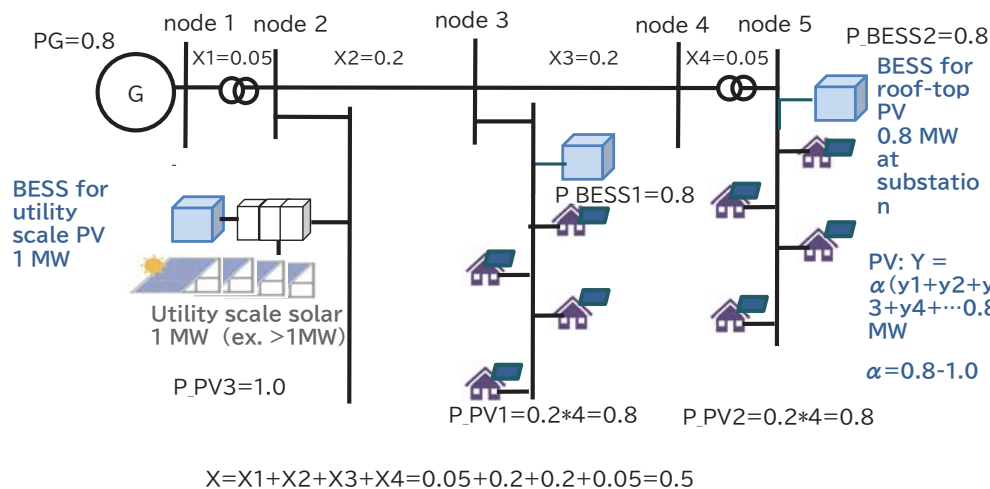 node 1
node 2
node 3
node 4
node 5
PG=0.8
X1=0.05
X2=0.2
X3=0.2
X4=0.05
P_BESS2=0.8
G
BESS for
roof-top
PV
0.8 MW
at
substatio
n
BESS for
utility
scale PV
1 MW
P_BESS1=0.8
Utility scale solar
1 MW (ex. >1MW)
PV: Y =
α(y1+y2+y
3+y4+···0.8
MW
α=0.8-1.0
P_PV3=1.0
P_PV1=0.2*4=0.8
P_PV2=0.2*4=0.8
X=X1+X2+X3+X4=0.05+0.2+0.2+0.05=0.5